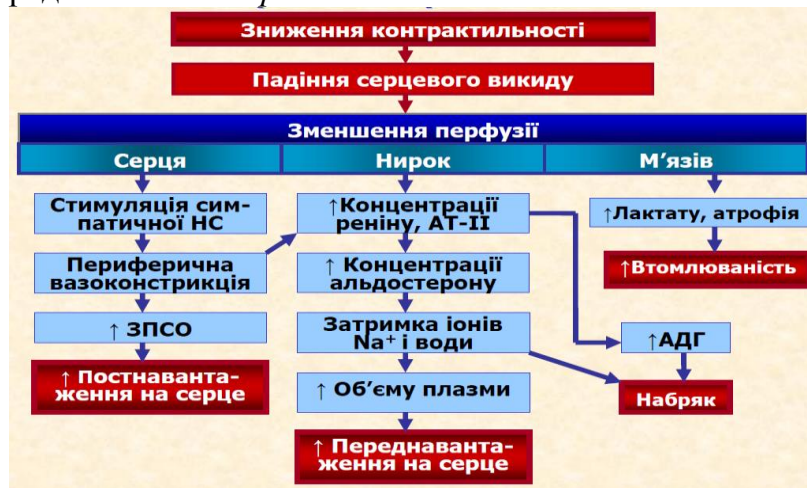 Зниження контрактильності
Падіння серцевого викиду
Зменшення перфузії
Серця
Нирок
М’язів
Стимуляція сим-
патичної НС
Периферична
вазоконстрикція
↑ ЗПСО
↑ Постнаванта-
ження на серце
↑Концентрації
реніну, АТ-ІІ
↑ Концентрації
альдостерону
Затримка іонів
Na⁺ і води
↑ Об’єму плазми
↑ Переднаванта-
ження на серце
↑Лактату, атрофія
↑Втомлюваність
↑АДГ
Набряк